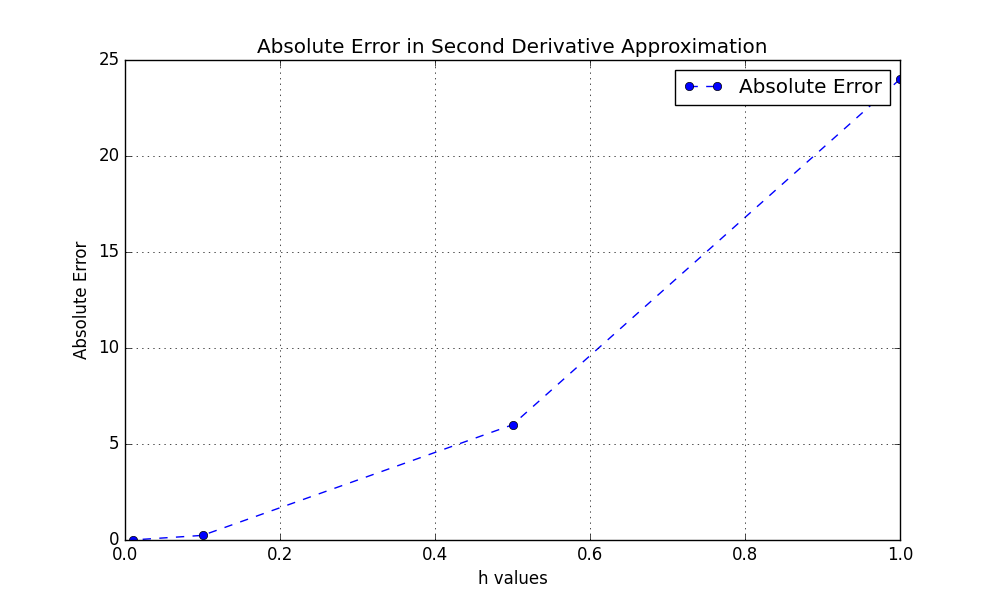 Absolute Error in Second Derivative Approximation
Absolute Error
25
20
15
10
5
0
Absolute Error
0.0 0.2 0.4 0.6 0.8 1.0
h values